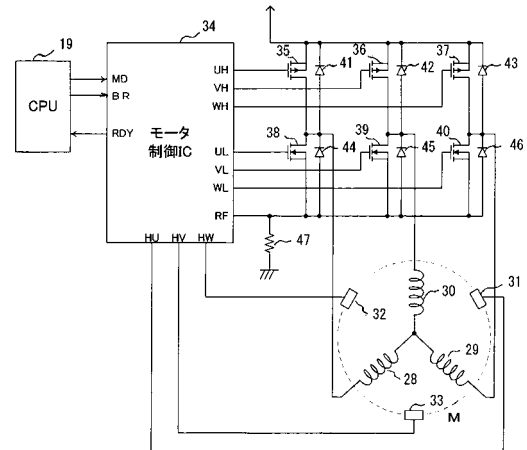 19
34
35
36
37
CPU
MD
BR
RDY
モータ
制御IC
UH
VH
WH
UL
VL
WL
RF
HU HV HW
41
42
43
38
39
40
44
45
46
47
30
31
32
28
29
33
M